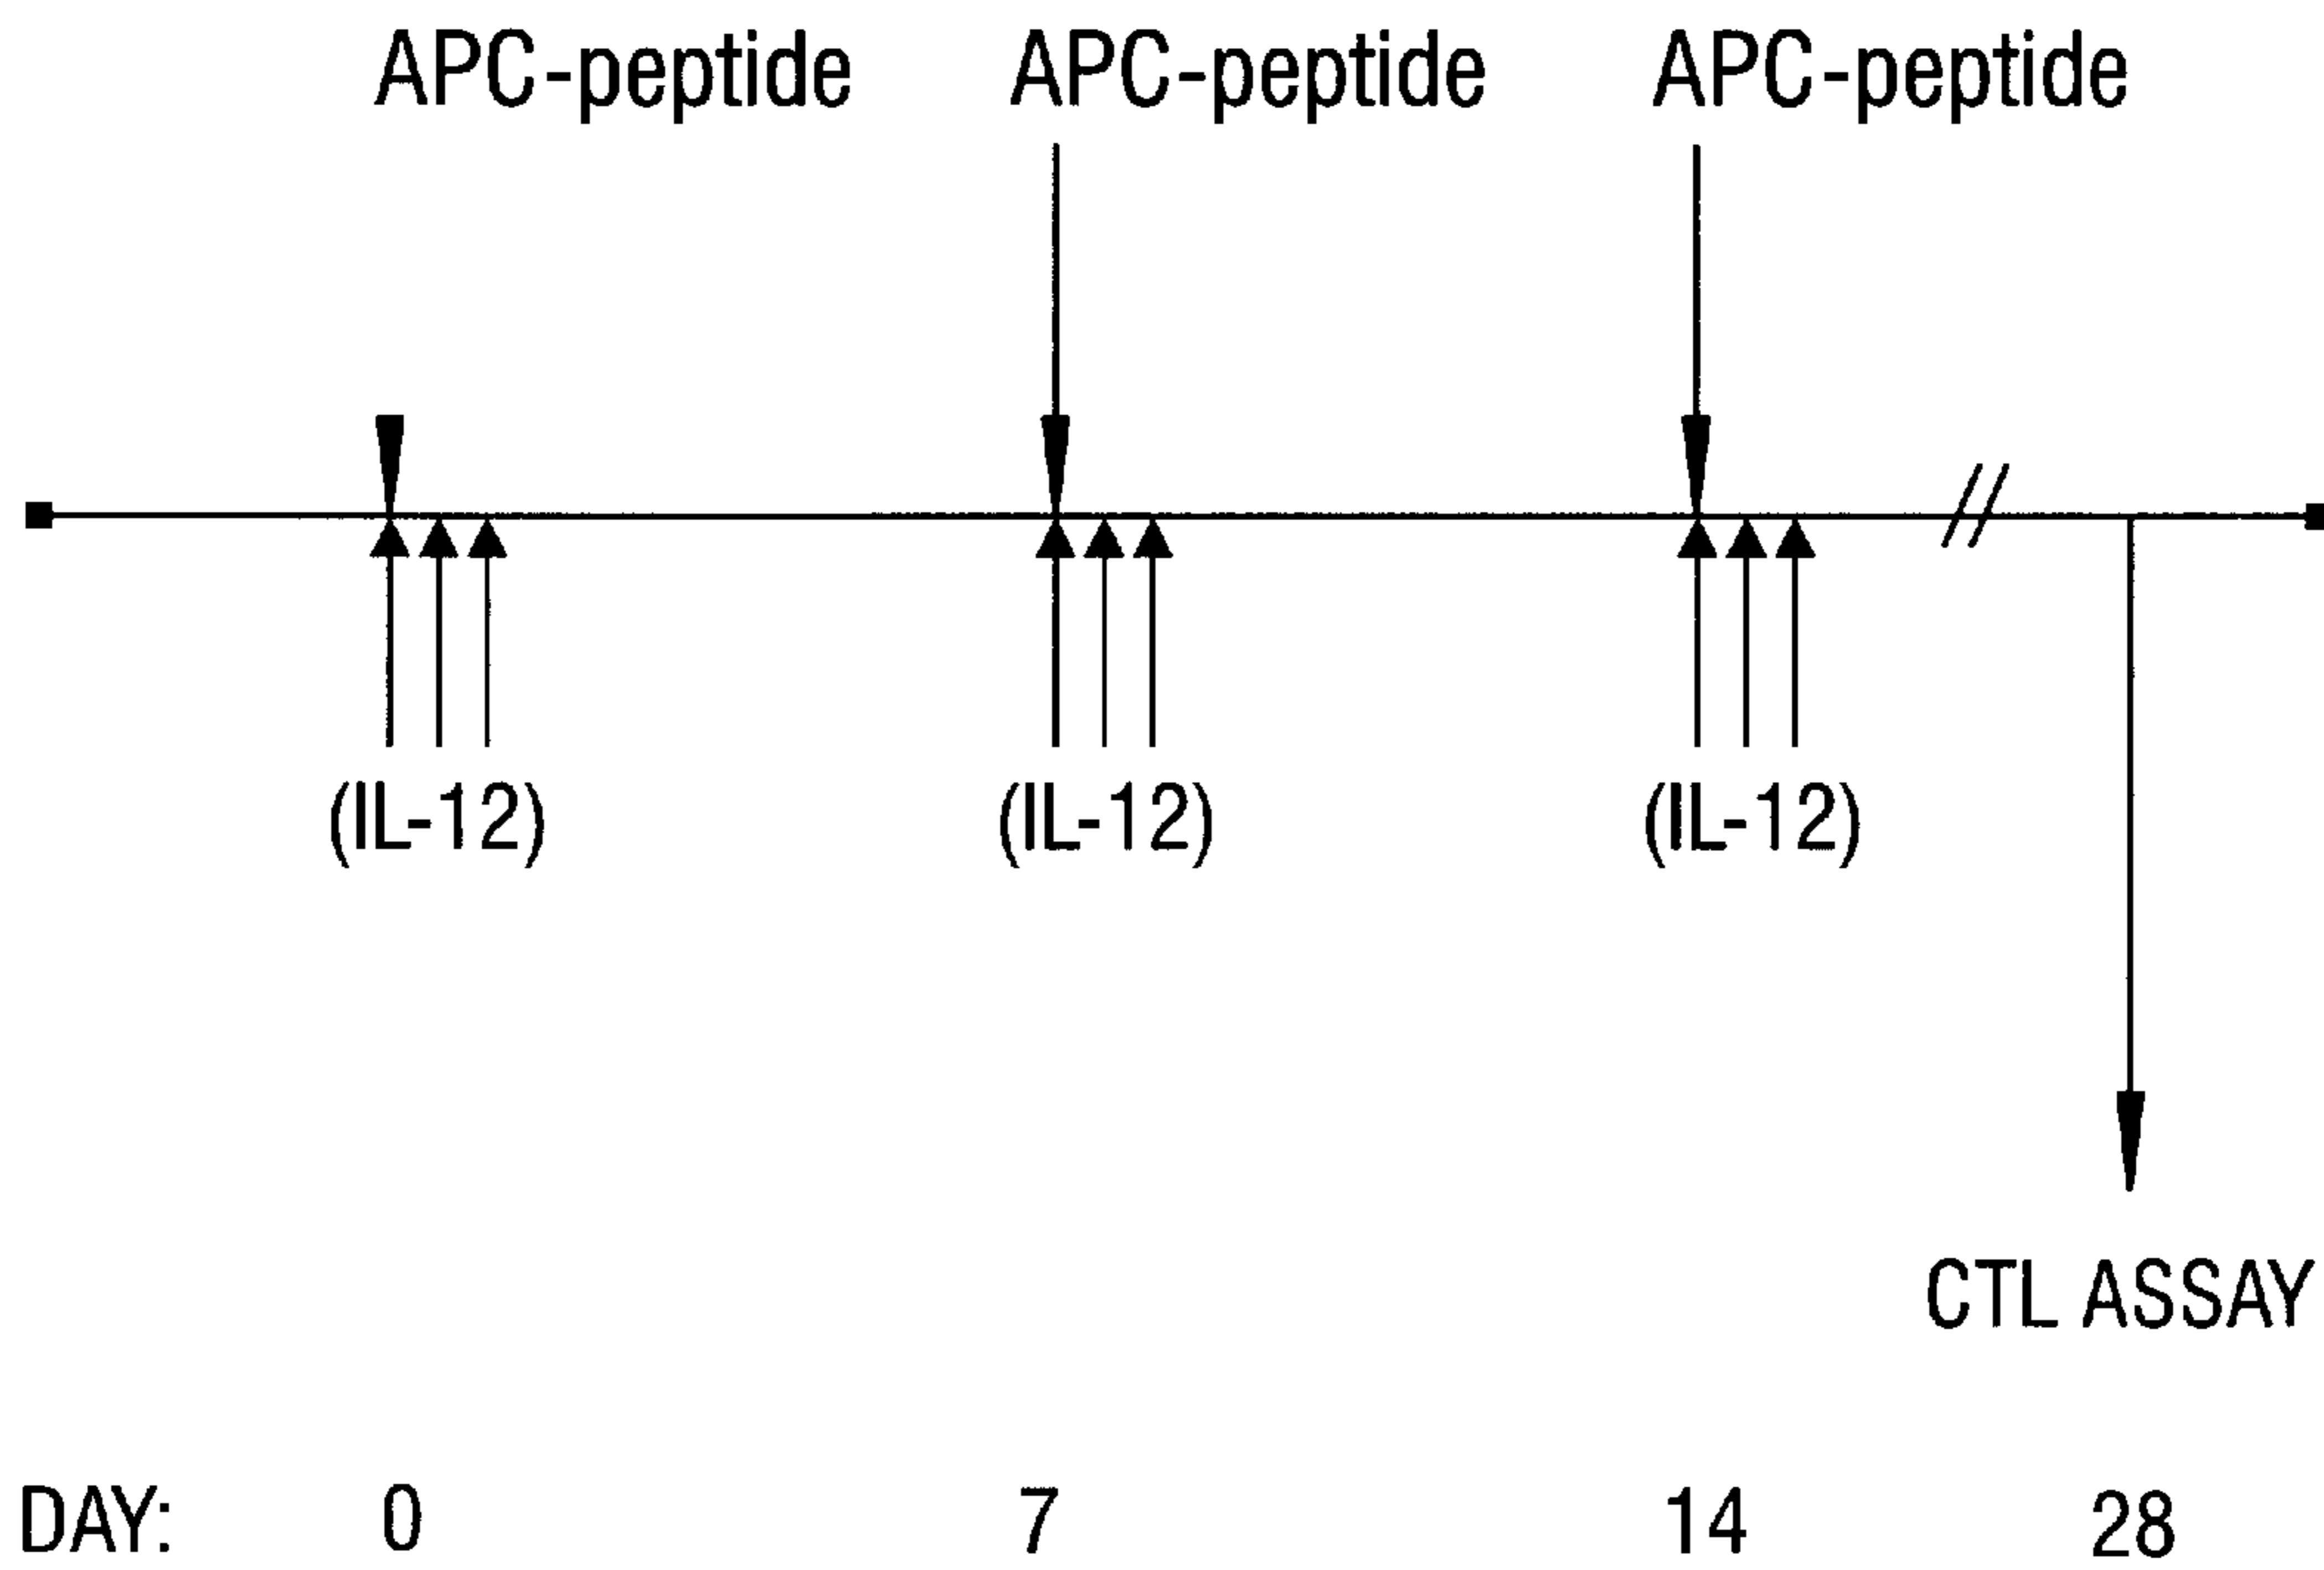 APC-peptide APC-peptide APC-peptide
(IL-12) (IL-12) (IL-12)
CTL ASSAY
DAY: 0 7 14 28